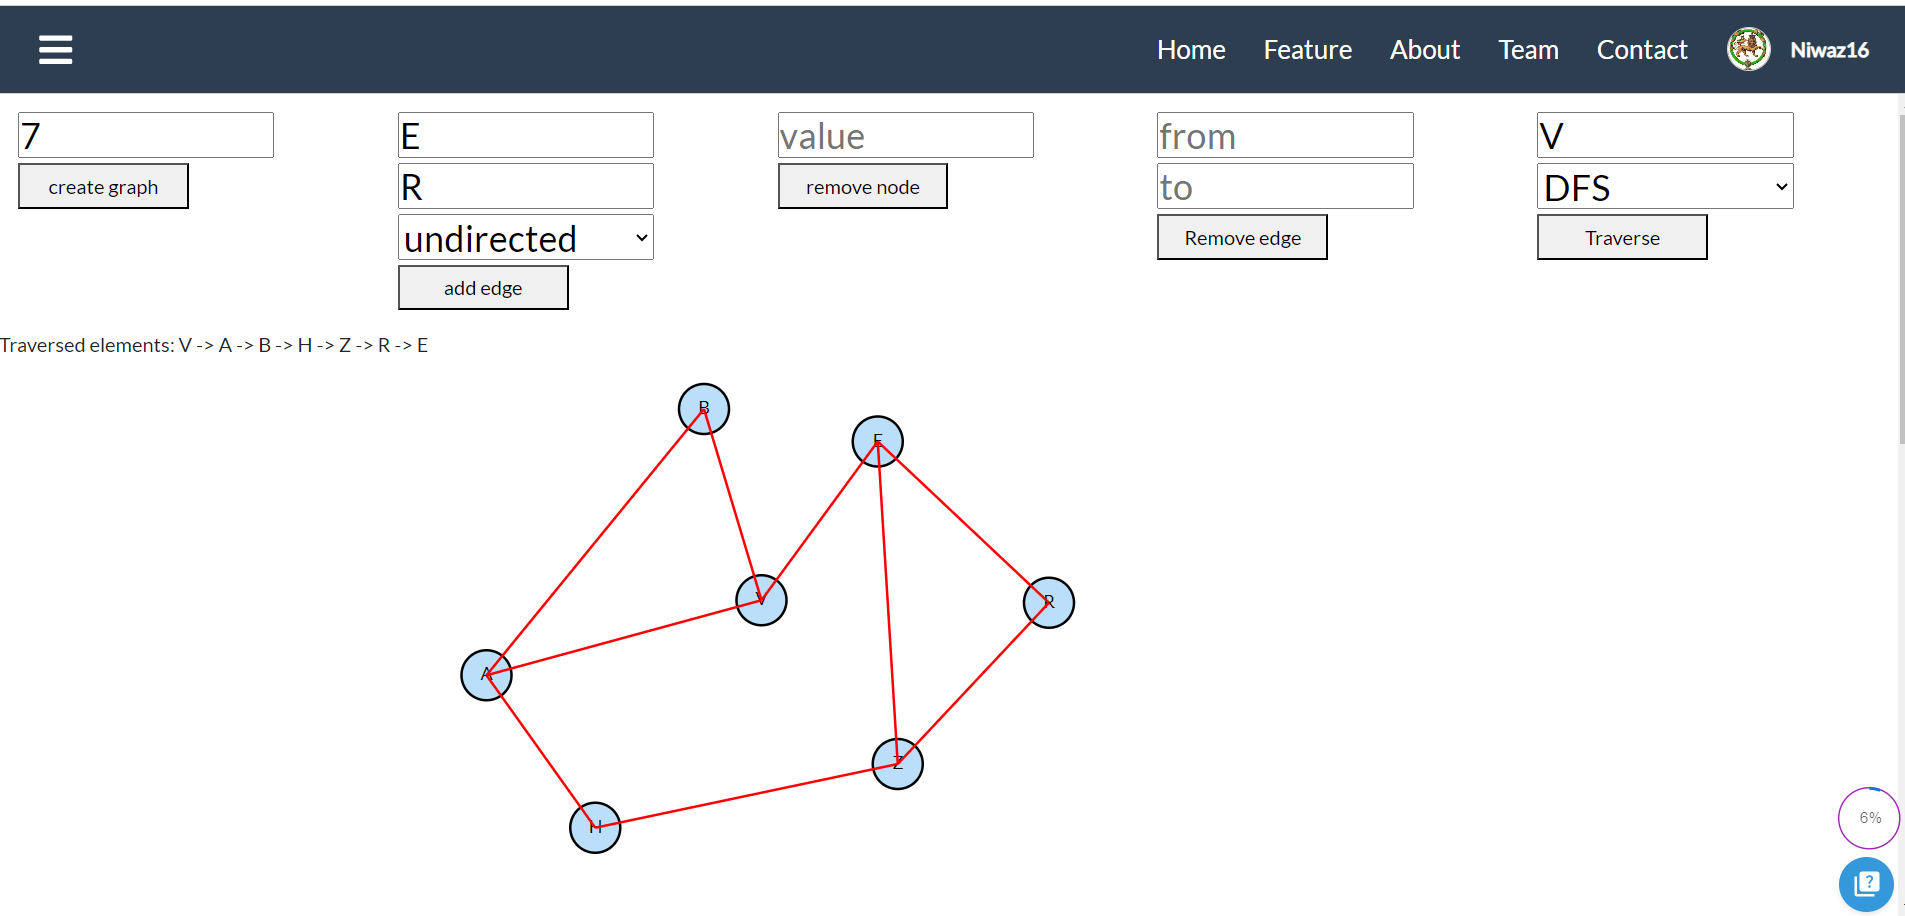 Home Feature About Team Contact Niwaz16
7 E value from V
create graph R remove node to DFS
undirected Remove edge Traverse
add edge
Traversed elements: V -> A -> B -> H -> Z -> R -> E
B
E
V
R
A
Z
H
6%
?